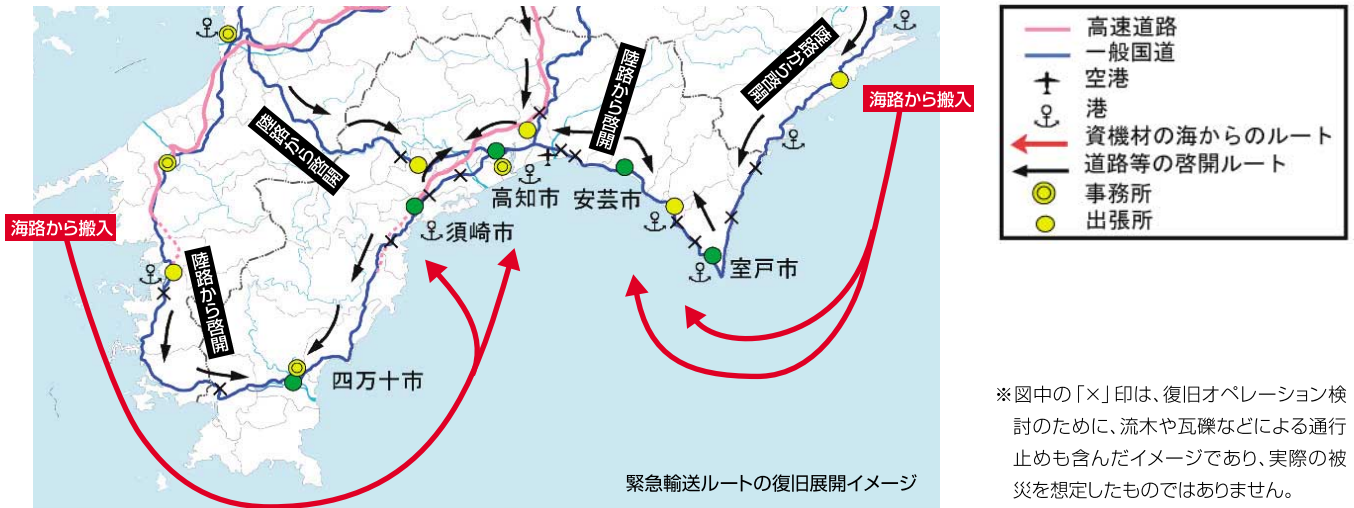 陸路から啓開
陸路から啓開
陸路から啓開
陸路から啓開
海路から搬入
海路から搬入
高知市
安芸市
須崎市
室戸市
四万十市
緊急輸送ルートの復旧展開イメージ
高速道路
一般国道
空港
港
資機材の海からのルート
道路等の啓開ルート
事務所
出張所
※図中の「×」印は、復旧オペレーション検
討のために、流木や瓦礫などによる通行
止めも含んだイメージであり、実際の被
災を想定したものではありません。